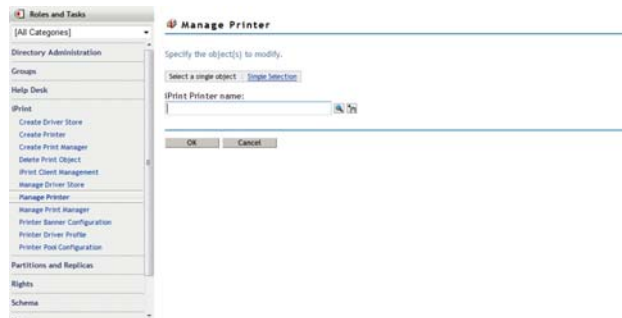 Roles and Tasks
[All Categories]
Directory Administration
Groups
Help Desk
iPrint
Create Driver Store
Create Printer
Create Print Manager
Delete Print Object
iPrint Client Management
Manage Driver Store
Manage Printer
Manage Print Manager
Printer Banner Configuration
Printer Driver Profile
Printer Pool Configuration
Partitions and Replicas
Rights
Schema
Manage Printer
Specify the object(s) to modify.
Select a single object Simple Selection
iPrint Printer name:
OK Cancel